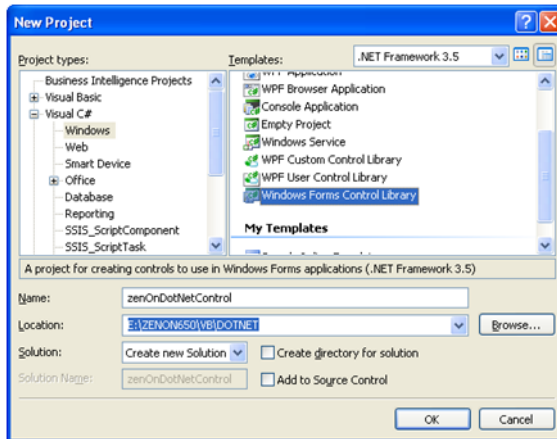 New Project
Project types:
Templates:
.NET Framework 3.5
Business Intelligence Projects
Visual Basic
Visual C#
Windows
Web
Smart Device
Office
Database
Reporting
SSIS_ScriptComponent
SSIS_ScriptTask
WPF Application
WPF Browser Application
Console Application
Empty Project
Windows Service
WPF Custom Control Library
WPF User Control Library
Windows Forms Control Library
My Templates
A project for creating controls to use in Windows Forms applications (.NET Framework 3.5)
Name:
zenOnDotNetControl
Location:
E:\ZENON650\VB\DOTNET
Browse...
Solution:
Create new Solution
Create directory for solution
Solution Name:
zenOnDotNetControl
Add to Source Control
OK
Cancel